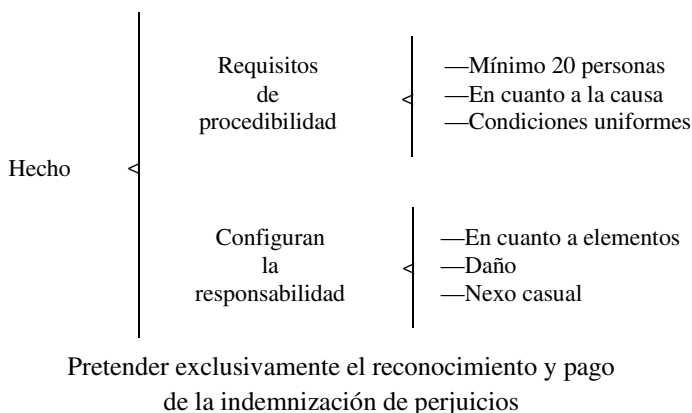 Requisitos
de
procedibilidad
—Mínimo 20 personas
—En cuanto a la causa
—Condiciones uniformes
Hecho
Configuran
la
responsabilidad
—En cuanto a elementos
—Daño
—Nexo casual
Pretender exclusivamente el reconocimiento y pago
de la indemnización de perjuicios